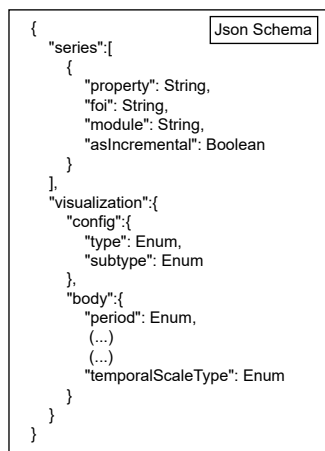 Json Schema
{
"series":[
{
"property": String,
"foi": String,
"module": String,
"asIncremental": Boolean
}
],
"visualization":{
"config":{
"type": Enum,
"subtype": Enum
},
"body":{
"period": Enum,
(...)
(...)
"temporalScaleType": Enum
}
}
}